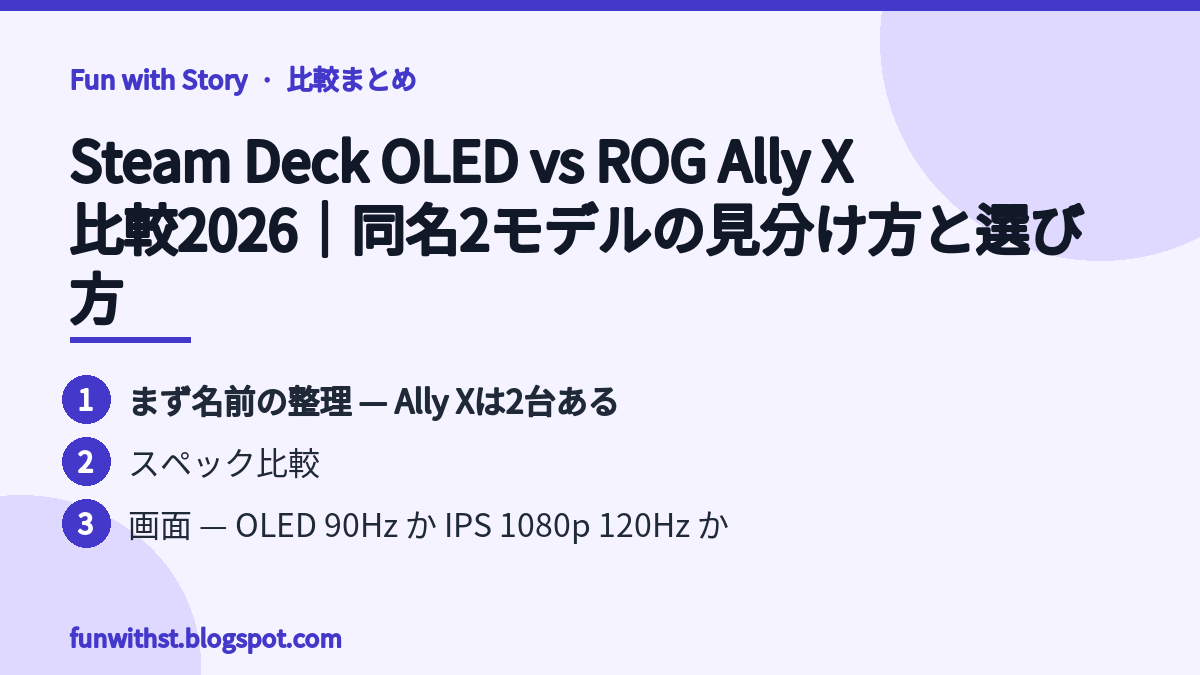 Fun with Story ・ 比較まとめ
Steam Deck OLED vs ROG Ally X
比較2026｜同名2モデルの見分け方と選び
方
1 まず名前の整理 — Ally Xは2台ある
2 スペック比較
3 画面 — OLED 90Hz か IPS 1080p 120Hz か
funwithst.blogspot.com